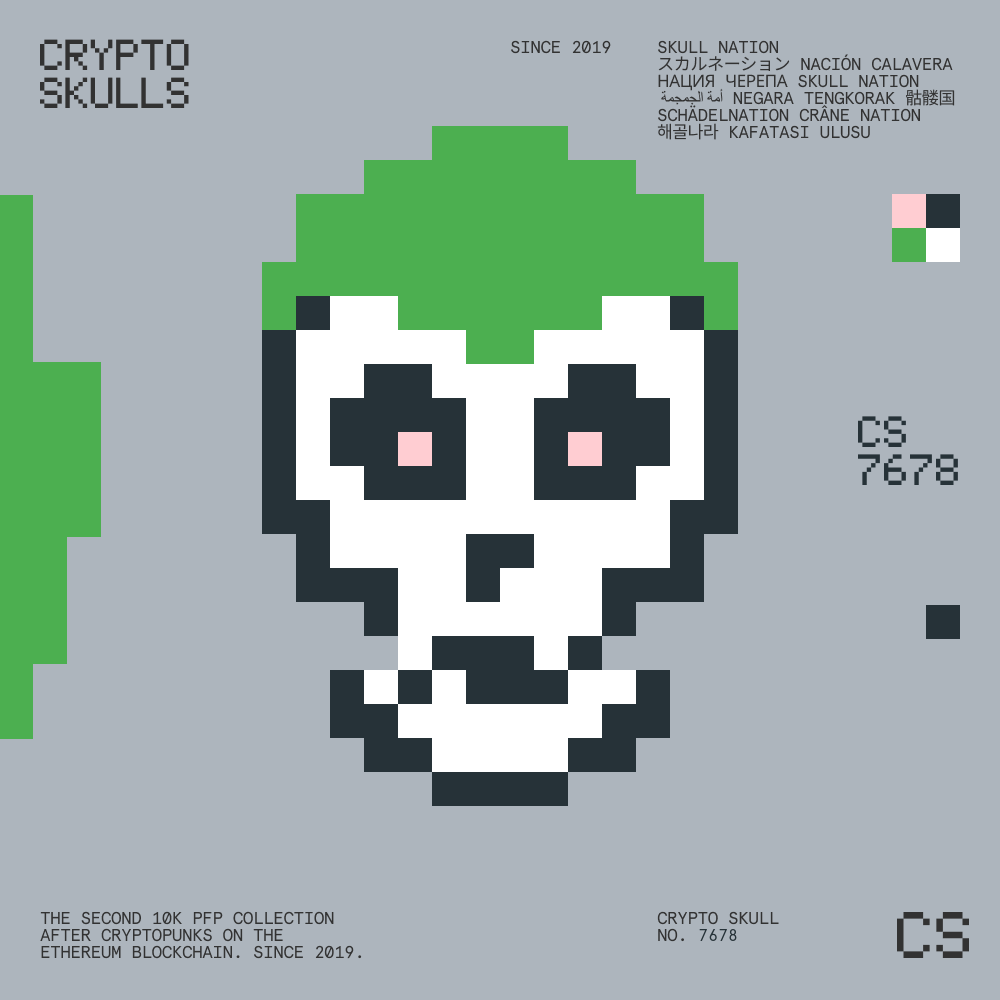 CRYPTO
SKULLS
SINCE 2019
SKULL NATION
スカルネーション NACIÓN CALAVERA
НАЦИЯ ЧЕРЕПА SKULL NATION
أمة الجمجمة NEGARA TENGKORAK 骷髅国
SCHÄDELNATION CRÂNE NATION
해골나라 KAFATASI ULUSU
CS
7678
THE SECOND 10K PFP COLLECTION
AFTER CRYPTOPUNKS ON THE
ETHEREUM BLOCKCHAIN. SINCE 2019.
CRYPTO SKULL
NO. 7678
CS